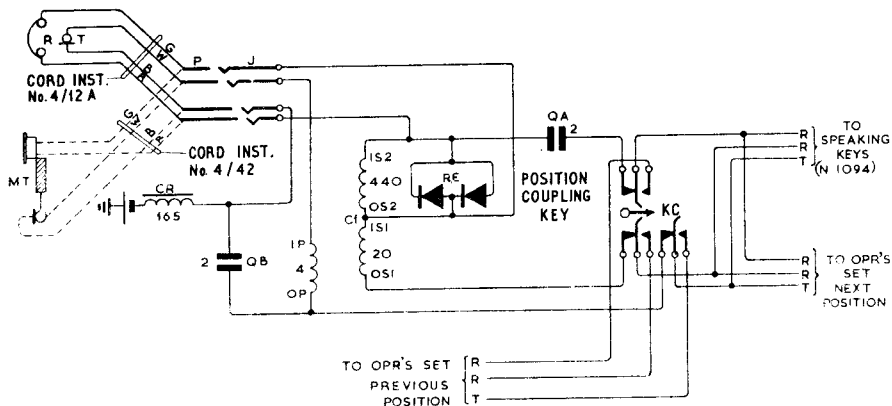 R T
G
W
B
R
P J
CORD INST.
No. 4/12 A
G
W
B
R
CORD INST.
No. 4/42
MT
CR
165
2 QB
IP
4
OP
IS2
440
OS2
CI
IS1
20
OS1
RE
QA
2
POSITION
COUPLING
KEY
KC
R
R
T
TO
SPEAKING
KEYS
(N 1094)
R
R
T
TO OPR'S
SET
NEXT
POSITION
TO OPR'S SET
PREVIOUS
POSITION
R
R
T